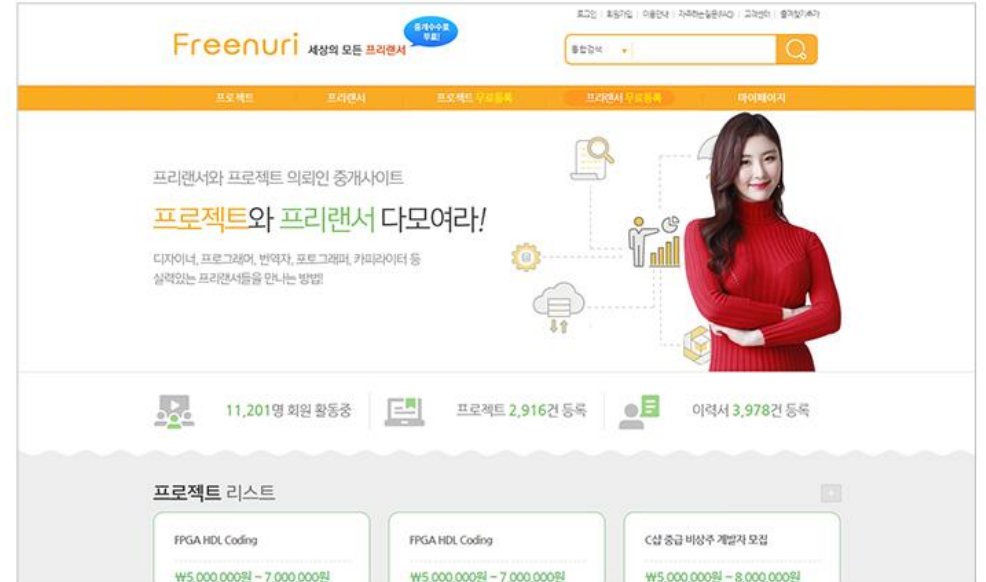 로그인 | 회원가입 | 이용안내 | 자주하는질문(FAQ) | 고객센터 | 즐겨찾기추가
Freenuri 세상의 모든 프리랜서
중개수수료
무료!
통합검색
프로젝트 프리랜서 프로젝트 무료등록 프리랜서 무료등록 마이페이지
프리랜서와 프로젝트 의뢰인 중개사이트
프로젝트와 프리랜서 다모여라!
디자이너, 프로그래머, 번역자, 포토그래퍼, 카피라이터 등
실력있는 프리랜서들을 만나는 방법!
11,201명 회원 활동중 프로젝트 2,916건 등록 이력서 3,978건 등록
프로젝트 리스트
FPGA HDL Coding FPGA HDL Coding C샵 중급 비상주 개발자 모집
₩5,000,000원 ~ 7,000,000원 ₩5,000,000원 ~ 7,000,000원 ₩5,000,000원 ~ 8,000,000원